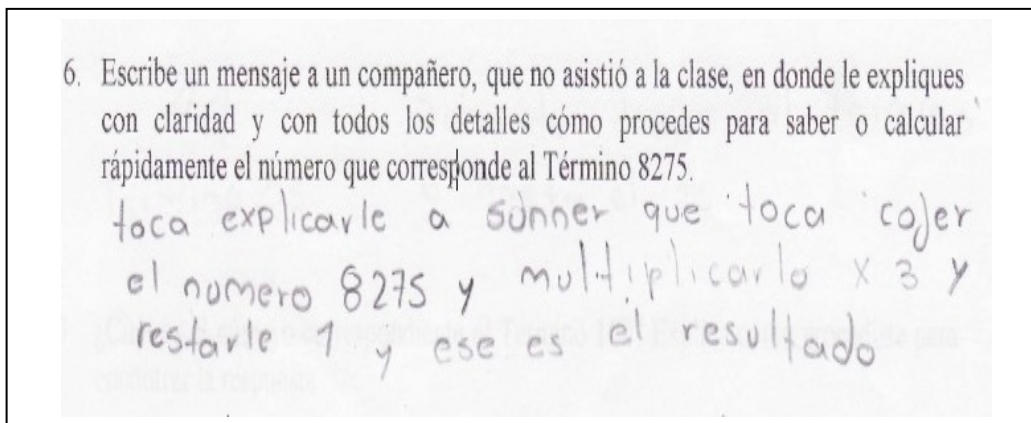 6. Escribe un mensaje a un compañero, que no asistió a la clase, en donde le expliques
con claridad y con todos los detalles cómo procedes para saber o calcular
rápidamente el número que corresponde al Término 8275.
toca explicarle a sunner que toca cojer
el numero 8275 y multiplicarlo x 3 y
restarle 1 y ese es el resultado